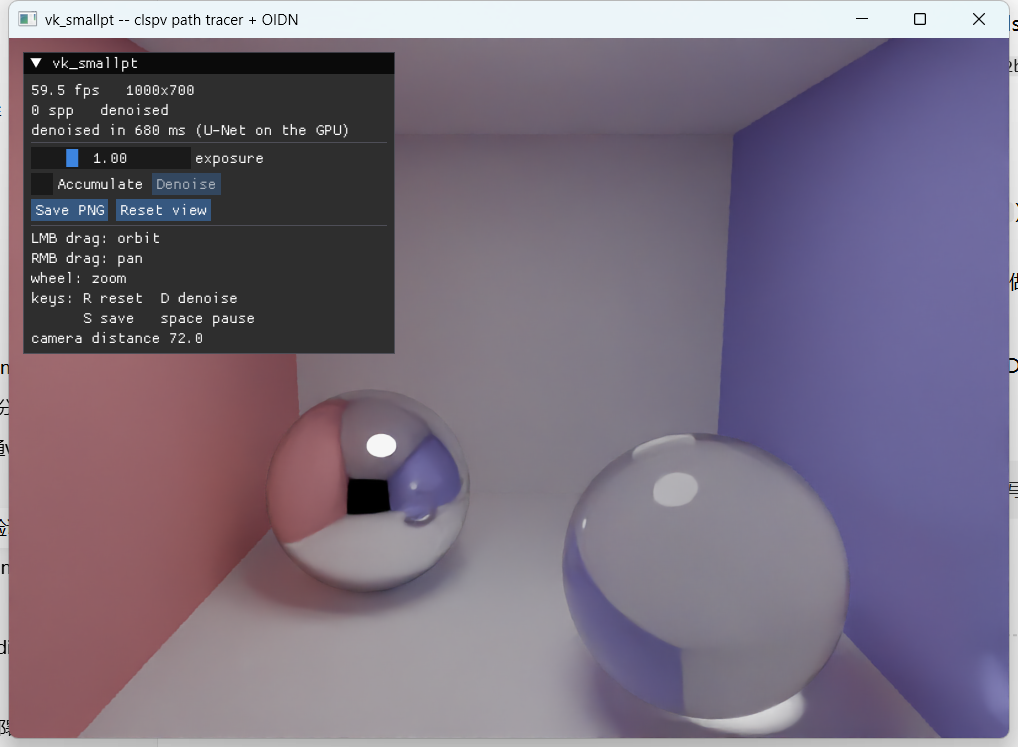 vk_smallpt -- clspv path tracer + OIDN
vk_smallpt
59.5 fps 1000x700
0 spp denoised
denoised in 680 ms (U-Net on the GPU)
1.00 exposure
Accumulate Denoise
Save PNG Reset view
LMB drag: orbit
RMB drag: pan
wheel: zoom
keys: R reset D denoise
S save space pause
camera distance 72.0